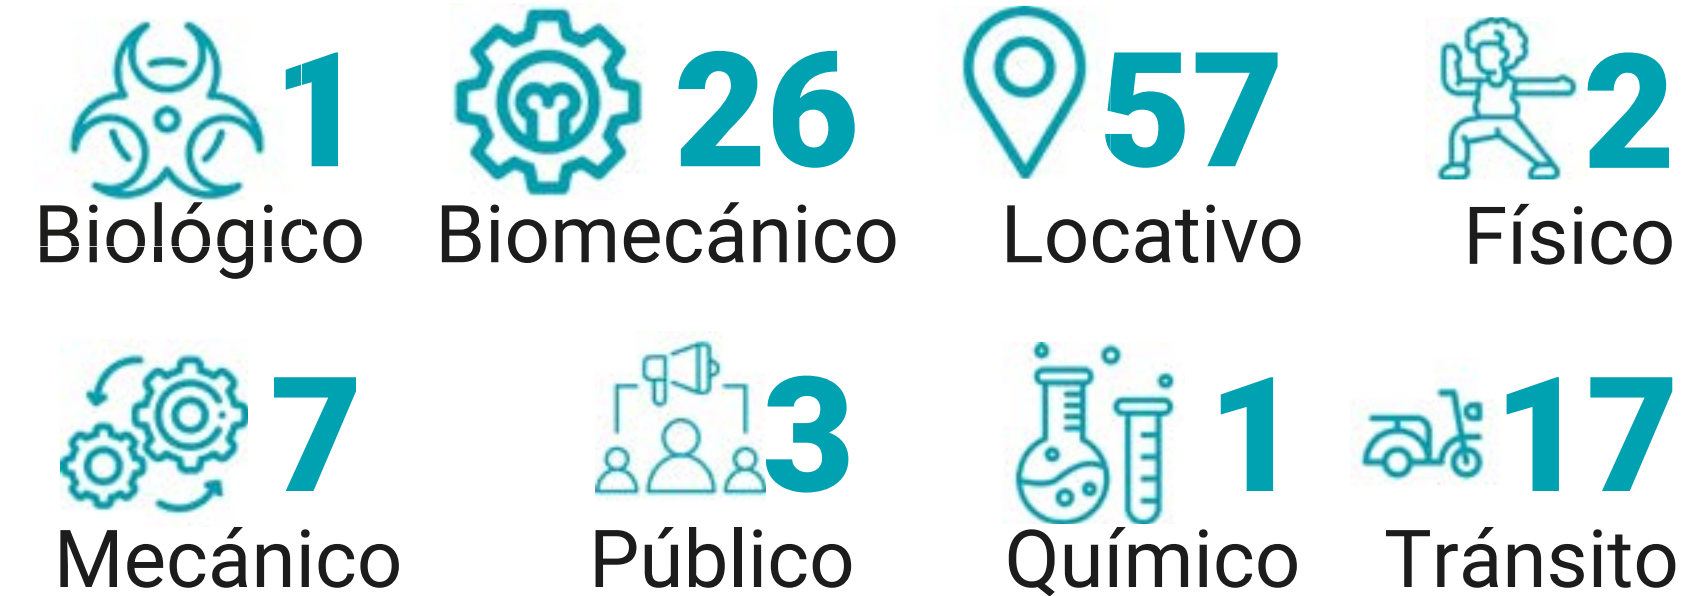 1 26 57 2
Biológico Biomecánico Locativo Físico
7 3 1 17
Mecánico Público Químico Tránsito